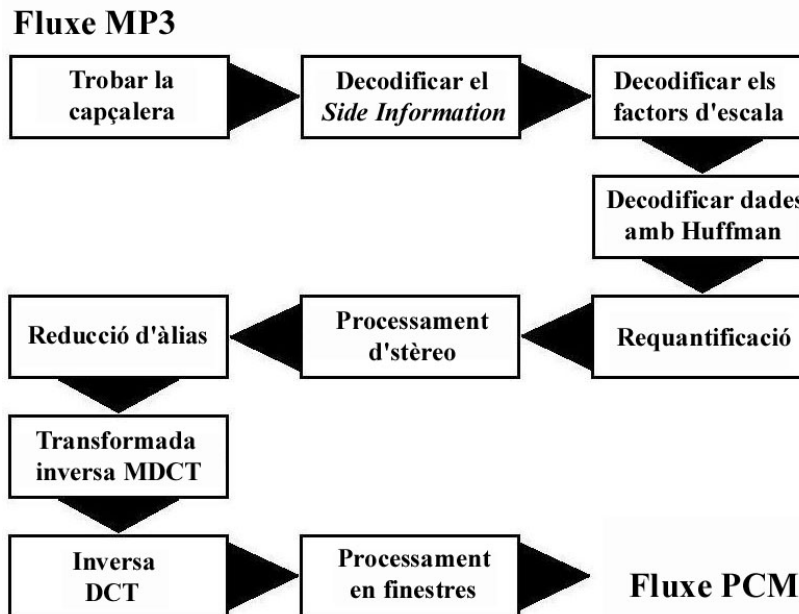 Fluxe MP3
Trobar la
capçalera
Decodificar el
Side Information
Decodificar els
factors d'escala
Decodificar dades
amb Huffman
Requantificació
Processament
d'stèreo
Reducció d'àlias
Transformada
inversa MDCT
Inversa
DCT
Processament
en finestres
Fluxe PCM